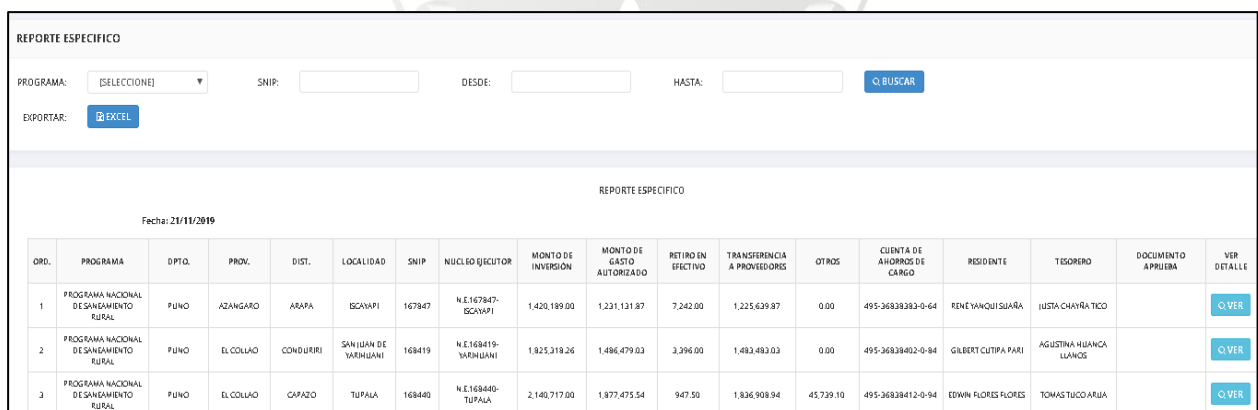 REPORTE ESPECIFICO
PROGRAMA: [SELECCIONE] SNIP: DESDE: HASTA: BUSCAR
EXPORTAR: EXCEL
REPORTE ESPECIFICO
Fecha: 21/11/2019
ORD. PROGRAMA DPTO. PROV. DIST. LOCALIDAD SNIP NUCLEO EJECUTOR MONTO DE INVERSIÓN MONTO DE GASTO AUTORIZADO RETIRO EN EFECTIVO TRANSFERENCIA A PROVEEDORES OTROS CUENTA DE AHORROS DE CARGO RESIDENTE TESORERO DOCUMENTO APRUEBA VER DETALLE
1 PROGRAMA NACIONAL DE SANEAMIENTO RURAL PUNO AZANGARO ARAPA ISCAYAPI 167847 N.E.167847-ISCAYAPI 1,420,189.00 1,231,131.87 7,242.00 1,225,639.87 0.00 495-36838383-0-64 RENÉ YANQUI SUAÑA JUSTA CHAYÑA TICO VER
2 PROGRAMA NACIONAL DE SANEAMIENTO RURAL PUNO EL COLLAO CONDURIRI SAN JUAN DE YARIHUANI 168419 N.E.168419-YARIHUANI 1,825,318.26 1,486,479.03 3,396.00 1,483,483.03 0.00 495-36838402-0-84 GILBERT CUTIPA PARI AGUSTINA HUANCA LLANOS VER
3 PROGRAMA NACIONAL DE SANEAMIENTO RURAL PUNO EL COLLAO CAPAZO TUPALA 168440 N.E.168440-TUPALA 2,140,717.00 1,877,475.54 947.50 1,836,908.94 45,739.10 495-36838412-0-94 EDWIN FLORES FLORES TOMAS TUCO ARUJA VER